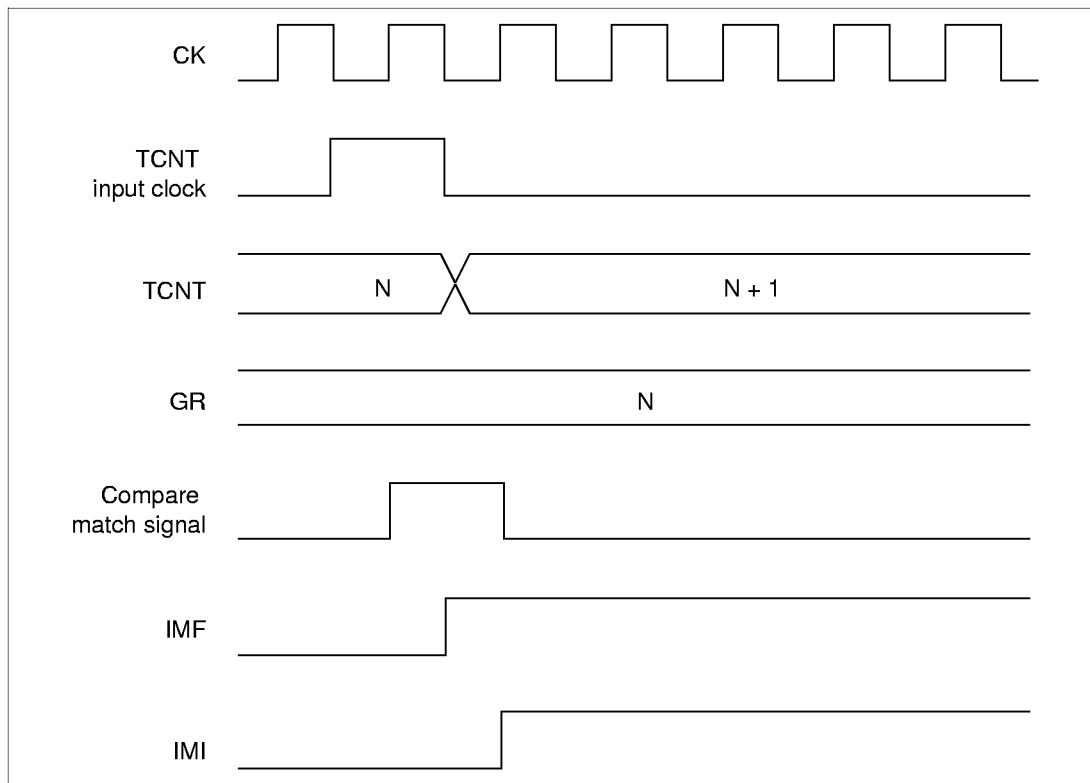 CK
TCNT
input clock
TCNT
N
N + 1
GR
N
Compare
match signal
IMF
IMI